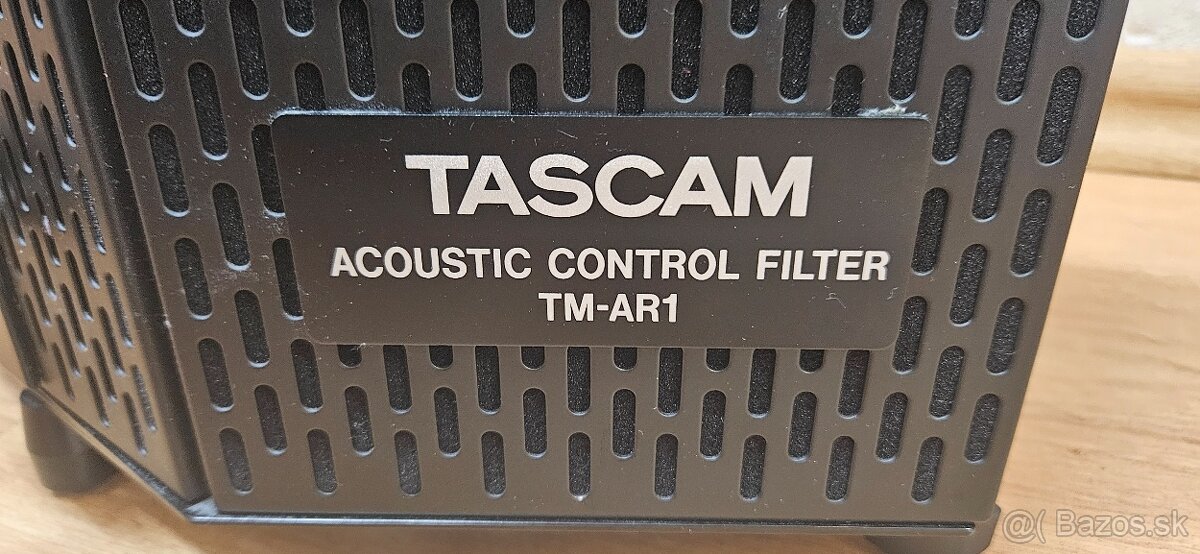 TASCAM
ACOUSTIC CONTROL FILTER
TM-AR1
@( Bazos.sk